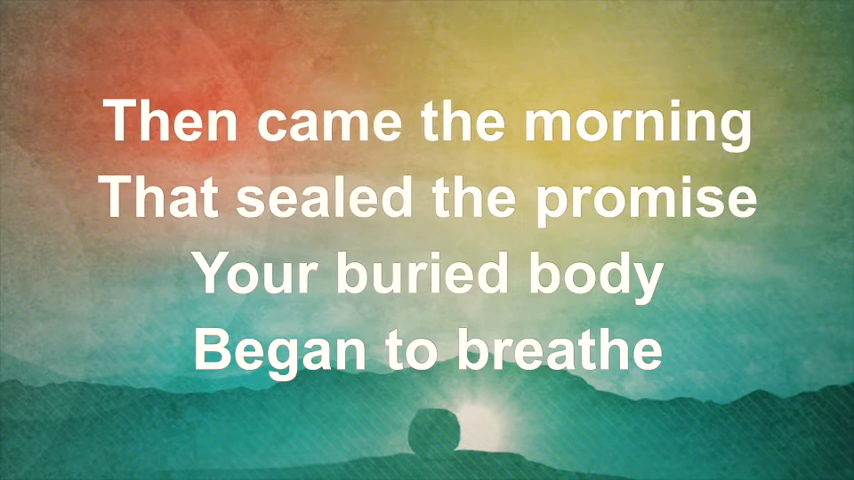 Then came the morning
That sealed the promise
Your buried body
Began to breathe